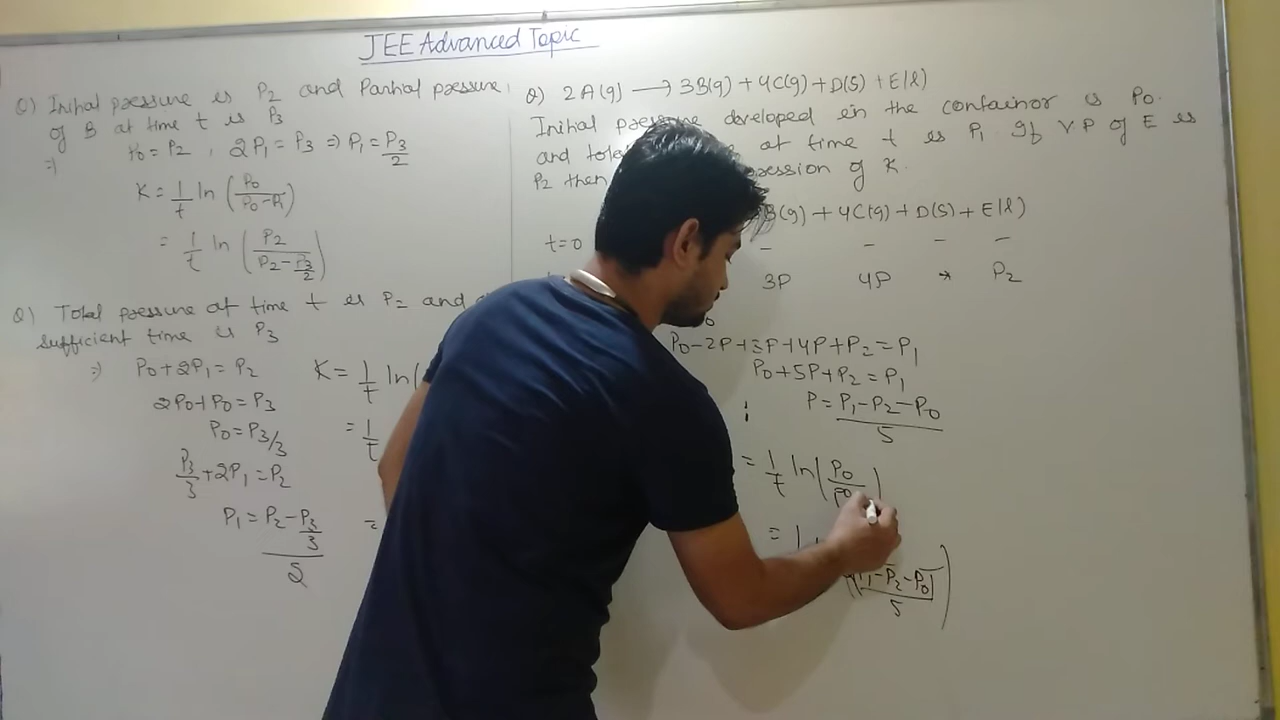 JEE Advanced Topic
Q) Initial pressure is P2 and Partial pressure
of B at time t is P3
=) P0 = P2 , 2P1 = P3 => P1 = P3/2
K = 1/t ln (P0/(P0-P1))
= 1/t ln (P2/(P2-P3/2))
Q) Total pressure at time t is P2 and
sufficient time is P3
=) P0+2P1 = P2
2P0+P0 = P3
P0 = P3/3
P3/3 + 2P1 = P2
P1 = (P2-P3/3)/2
K = 1/t ln(
= 1/t
=
Q) 2A(g) → 3B(g) + 4C(g) + D(S) + E(l)
Initial pressure developed in the containor is P0.
and at time t is P1. If V.P of E is
P2 then of K.
B(g) + 4C(g) + D(S) + E(l)
t=0 - - - -
3P 4P P2
P0-2P+3P+4P+P2 = P1
P0+5P+P2 = P1
P = (P1-P2-P0)/5
= 1/t ln(P0/
=
P1-P2-P0)/5)